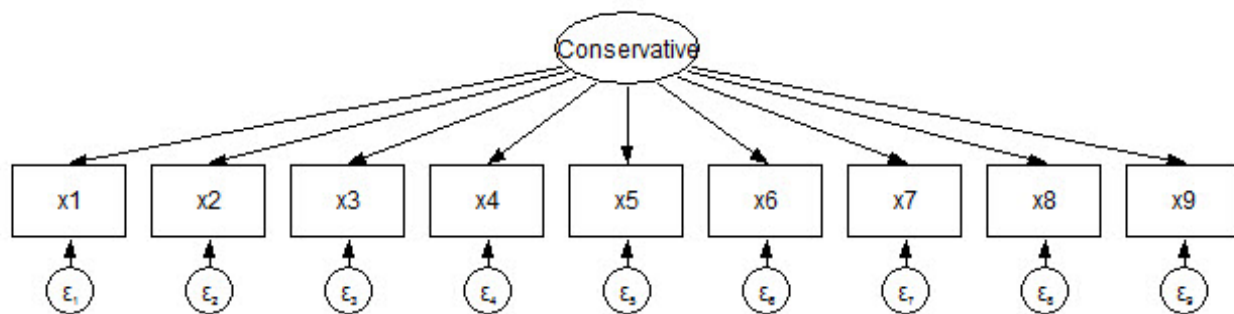 Conservative
x1 x2 x3 x4 x5 x6 x7 x8 x9
ε₁ ε₂ ε₃ ε₄ ε₅ ε₆ ε₇ ε₈ ε₉